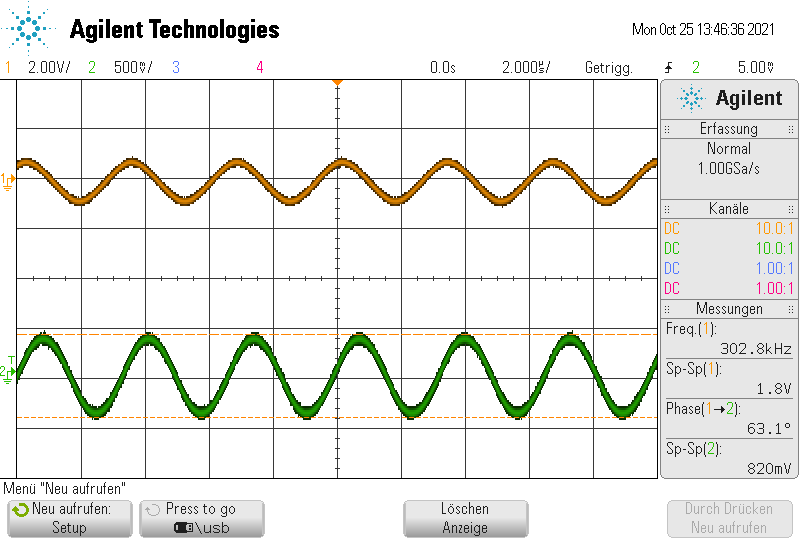 Agilent Technologies
Mon Oct 25 13:46:36 2021
1 2.00V/ 2 500mV/ 3 4 0.0s 2.000us/ Getrigg. 2 5.00mV
Agilent
Erfassung
Normal
1.00GSa/s
Kanäle
DC 10.0:1
DC 10.0:1
DC 1.00:1
DC 1.00:1
Messungen
Freq.(1):
302.8kHz
Sp-Sp(1):
1.8V
Phase(1→2):
63.1°
Sp-Sp(2):
820mV
1
T
2
Menü "Neu aufrufen"
Neu aufrufen:
Setup
Press to go
\usb
Löschen
Anzeige
Durch Drücken
Neu aufrufen